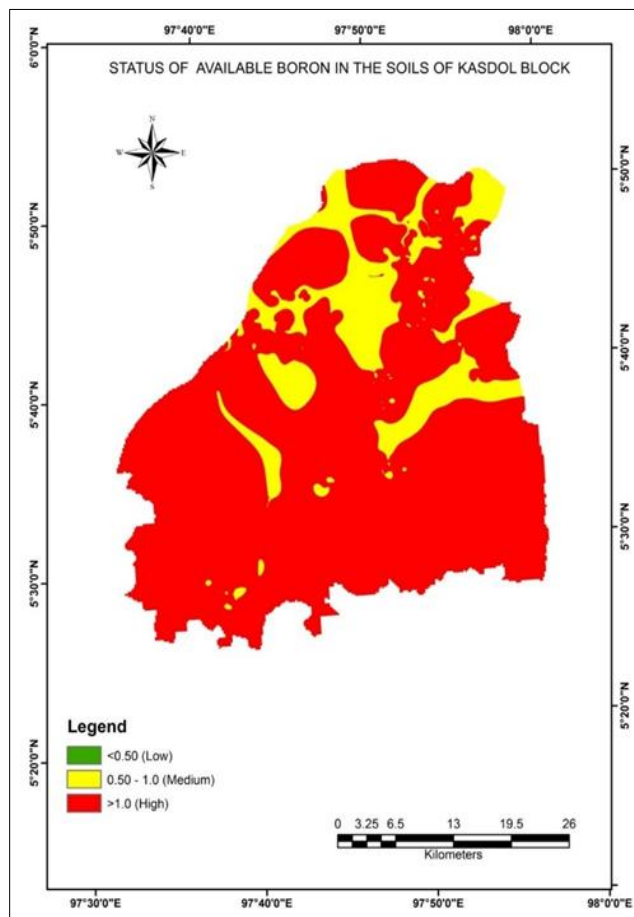 97°40'0"E 97°50'0"E 98°0'0"E
6°0'0"N
STATUS OF AVAILABLE BORON IN THE SOILS OF KASDOL BLOCK
N
W E
S
5°50'0"N
5°50'0"N
5°40'0"N
5°40'0"N
5°30'0"N
5°30'0"N
5°20'0"N
5°20'0"N
Legend
<0.50 (Low)
0.50 - 1.0 (Medium)
>1.0 (High)
0 3.25 6.5 13 19.5 26
Kilometers
97°30'0"E 97°40'0"E 97°50'0"E 98°0'0"E